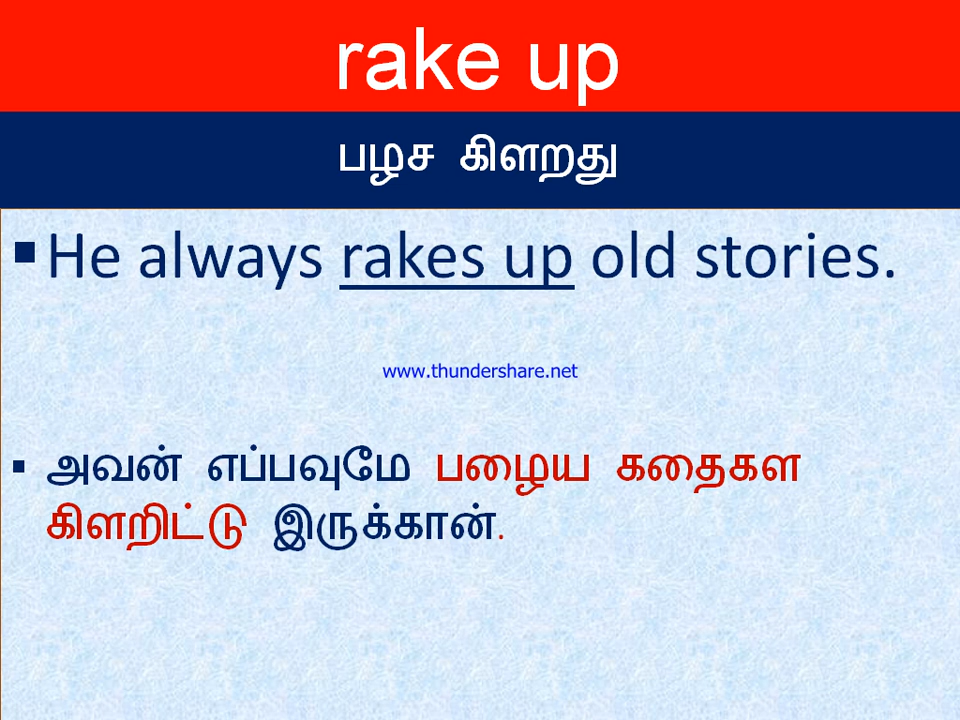 rake up
பழச கிளறது
▪ He always rakes up old stories.
www.thundershare.net
▪ அவன் எப்பவுமே பழைய கதைகள
கிளறிட்டு இருக்கான்.